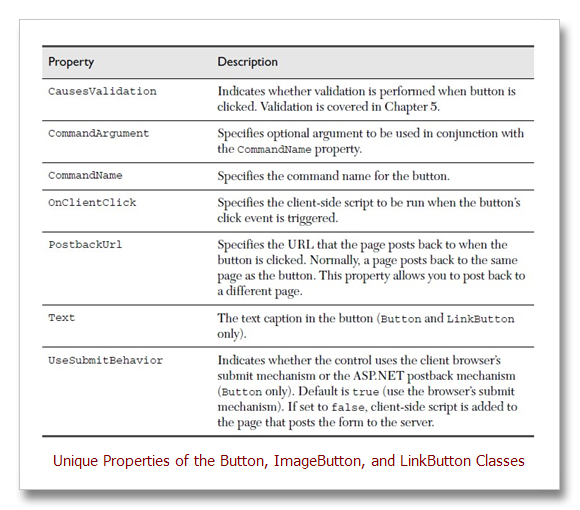 Property Description
CausesValidation Indicates whether validation is performed when button is
clicked. Validation is covered in Chapter 5.
CommandArgument Specifies optional argument to be used in conjunction with
the CommandName property.
CommandName Specifies the command name for the button.
OnClientClick Specifies the client-side script to be run when the button's
click event is triggered.
PostbackUrl Specifies the URL that the page posts back to when the
button is clicked. Normally, a page posts back to the same
page as the button. This property allows you to post back to
a different page.
Text The text caption in the button (Button and LinkButton
only).
UseSubmitBehavior Indicates whether the control uses the client browser's
submit mechanism or the ASP.NET postback mechanism
(Button only). Default is true (use the browser's submit
mechanism). If set to false, client-side script is added to
the page that posts the form to the server.
Unique Properties of the Button, ImageButton, and LinkButton Classes